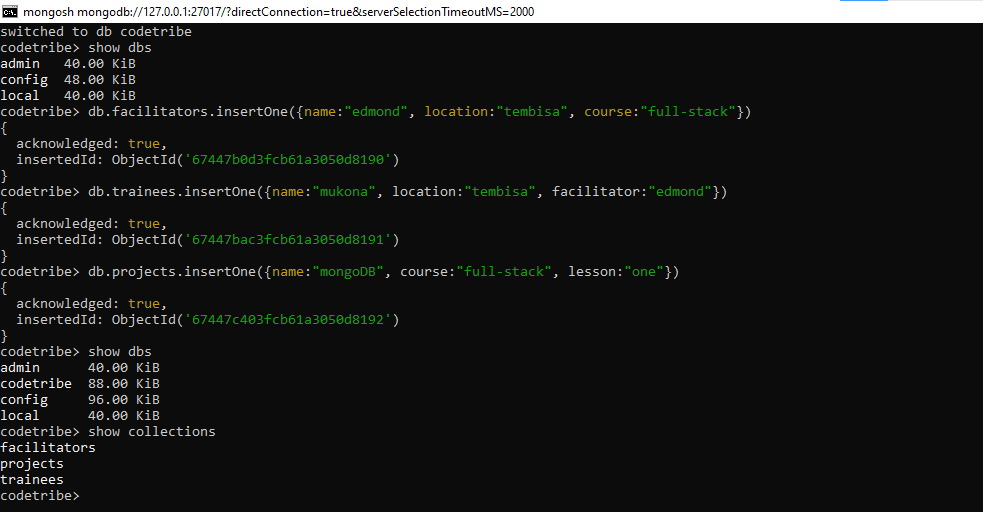 mongosh mongodb://127.0.0.1:27017/?directConnection=true&serverSelectionTimeoutMS=2000
switched to db codetribe
codetribe> show dbs
admin   40.00 KiB
config  48.00 KiB
local   40.00 KiB
codetribe> db.facilitators.insertOne({name:"edmond", location:"tembisa", course:"full-stack"})
{
  acknowledged: true,
  insertedId: ObjectId('67447b0d3fcb61a3050d8190')
}
codetribe> db.trainees.insertOne({name:"mukona", location:"tembisa", facilitator:"edmond"})
{
  acknowledged: true,
  insertedId: ObjectId('67447bac3fcb61a3050d8191')
}
codetribe> db.projects.insertOne({name:"mongoDB", course:"full-stack", lesson:"one"})
{
  acknowledged: true,
  insertedId: ObjectId('67447c403fcb61a3050d8192')
}
codetribe> show dbs
admin      40.00 KiB
codetribe  88.00 KiB
config     96.00 KiB
local      40.00 KiB
codetribe> show collections
facilitators
projects
trainees
codetribe>